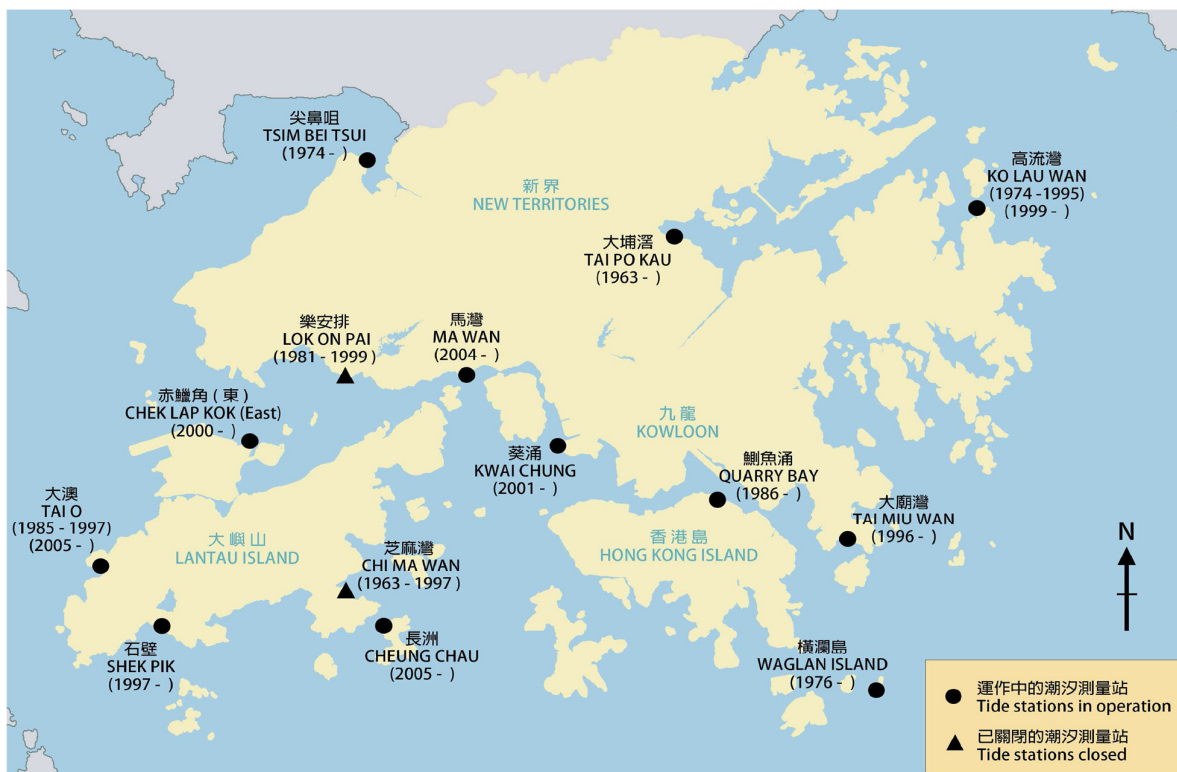 尖鼻咀
TSIM BEI TSUI
(1974 - )
新界
NEW TERRITORIES
高流灣
KO LAU WAN
(1974 -1995)
(1999 - )
大埔滘
TAI PO KAU
(1963 - )
樂安排
LOK ON PAI
(1981 - 1999)
馬灣
MA WAN
(2004 - )
赤鱲角 ( 東 )
CHEK LAP KOK (East)
(2000 - )
九龍
KOWLOON
葵涌
KWAI CHUNG
(2001 - )
鰂魚涌
QUARRY BAY
(1986 - )
大澳
TAI O
(1985 - 1997)
(2005 - )
大嶼山
LANTAU ISLAND
芝麻灣
CHI MA WAN
(1963 - 1997)
香港島
HONG KONG ISLAND
大廟灣
TAI MIU WAN
(1996 - )
石壁
SHEK PIK
(1997 - )
長洲
CHEUNG CHAU
(2005 - )
橫瀾島
WAGLAN ISLAND
(1976 - )
N
運作中的潮汐測量站
Tide stations in operation
已關閉的潮汐測量站
Tide stations closed